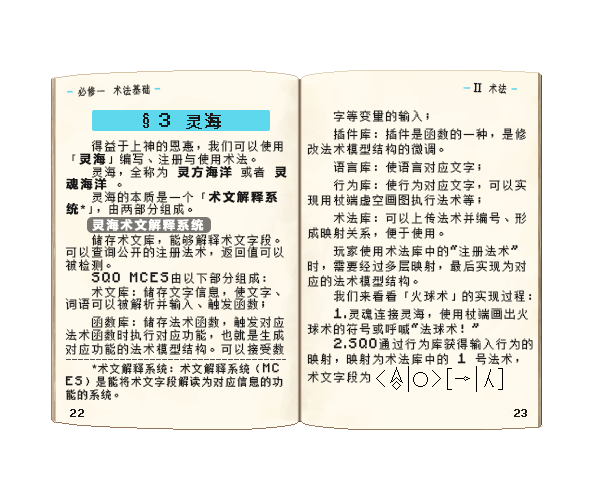 必修一 术法基础
§3 灵海
得益于上神的恩惠，我们可以使用
「灵海」编写、注册与使用术法。
灵海，全称为 灵方海洋 或者 灵
魂海洋 。
灵海的本质是一个「术文解释系
统*」，由两部分组成。
灵海术文解释系统
储存术文库，能够解释术文字段。
可以查询公开的注册法术，返回值可以
被检测。
SQO MCES由以下部分组成：
术文库：储存文字信息，使文字、
词语可以被解析并输入、触发函数；
函数库：储存法术函数，触发对应
法术函数时执行对应功能，也就是生成
对应功能的法术模型结构。可以接受数
*术文解释系统：术文解释系统（MC
ES）是能将术文字段解读为对应信息的功
能的系统。
22
Ⅱ 术法
字等变量的输入；
插件库：插件是函数的一种，是修
改法术模型结构的微调。
语言库：使语言对应文字；
行为库：使行为对应文字，可以实
现用杖端虚空画图执行法术等；
术法库：可以上传法术并编号、形
成映射关系，便于使用。
玩家使用术法库中的“注册法术”
时，需要经过多层映射，最后实现为对
应的法术模型结构。
我们来看看「火球术」的实现过程：
1.灵魂连接灵海，使用杖端画出火
球术的符号或呼喊“法球术！”
2.SQO通过行为库获得输入行为的
映射，映射为术法库中的 1 号法术，
术文字段为
23